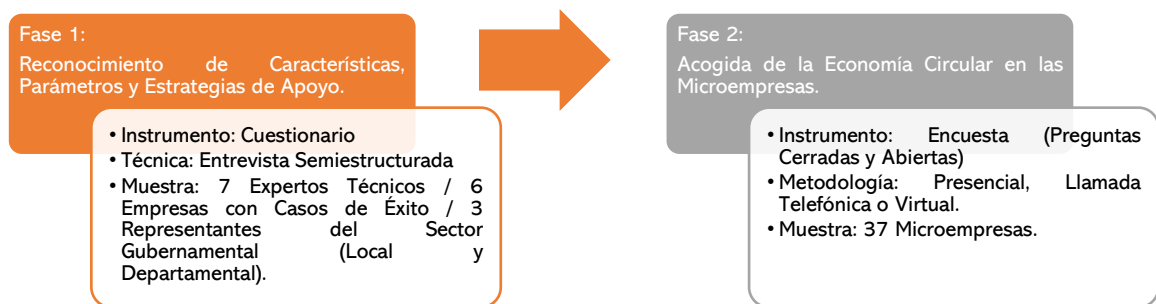 Fase 1:
Reconocimiento de Características,
Parámetros y Estrategias de Apoyo.
• Instrumento: Cuestionario
• Técnica: Entrevista Semiestructurada
• Muestra: 7 Expertos Técnicos / 6
Empresas con Casos de Éxito / 3
Representantes del Sector
Gubernamental (Local y
Departamental).
Fase 2:
Acogida de la Economía Circular en las
Microempresas.
• Instrumento: Encuesta (Preguntas
Cerradas y Abiertas)
• Metodología: Presencial, Llamada
Telefónica o Virtual.
• Muestra: 37 Microempresas.